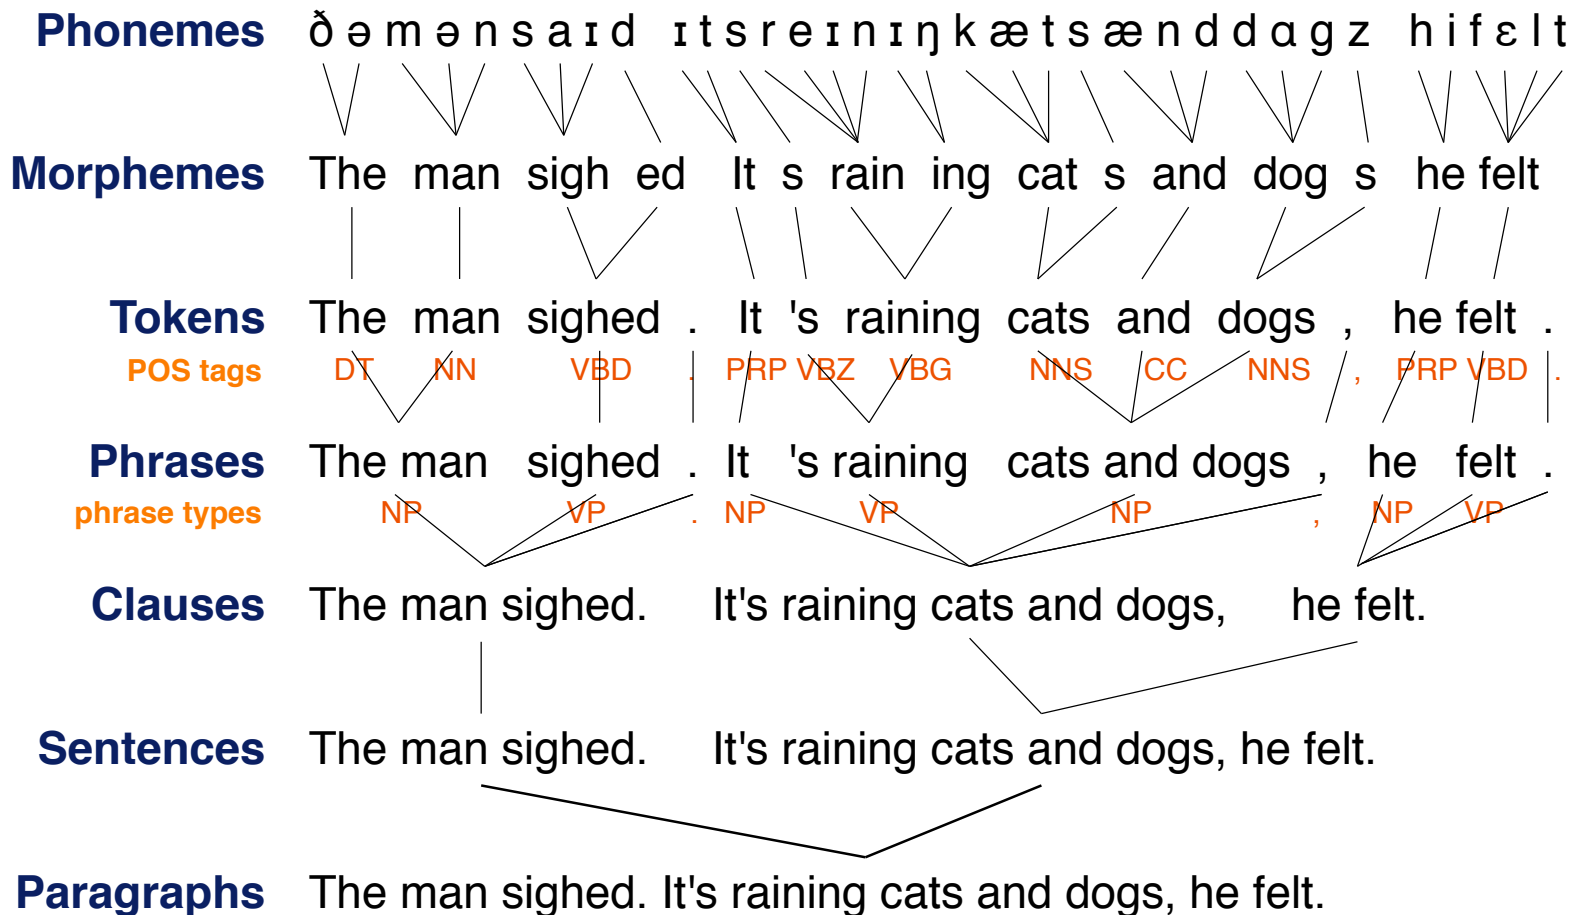 Phonemes ð ə m ə n s a ɪ d ɪ t s r e ɪ n ɪ ŋ k æ t s æ n d d ɑ g z h i f ɛ l t
Morphemes The man sigh ed It s rain ing cat s and dog s he felt
Tokens The man sighed . It 's raining cats and dogs , he felt .
POS tags DT NN VBD . PRP VBZ VBG NNS CC NNS , PRP VBD .
Phrases The man sighed . It 's raining cats and dogs , he felt .
phrase types NP VP . NP VP NP , NP VP
Clauses The man sighed. It's raining cats and dogs, he felt.
Sentences The man sighed. It's raining cats and dogs, he felt.
Paragraphs The man sighed. It's raining cats and dogs, he felt.